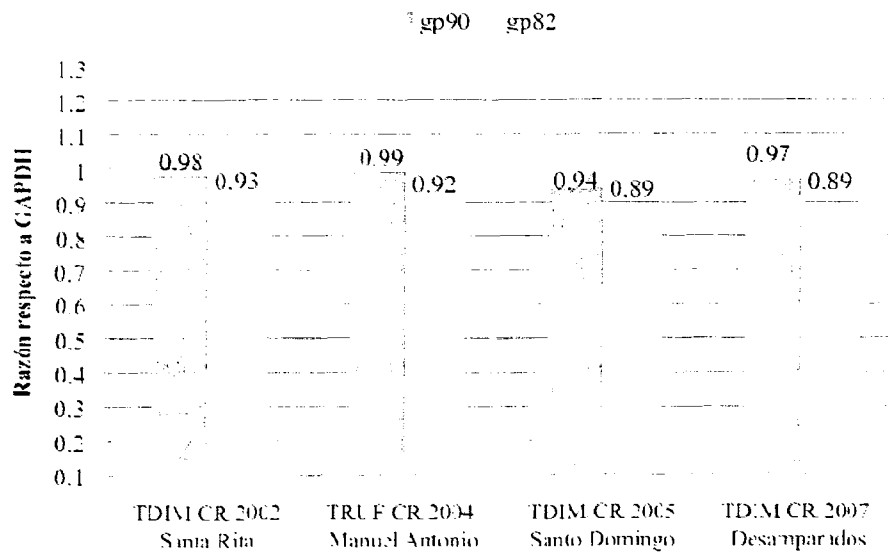 gp90 gp82
Razón respecto a GAPDH
1.3
1.2
1.1
1
0.9
0.8
0.7
0.6
0.5
0.4
0.3
0.2
0.1
0.98
0.93
0.99
0.92
0.94
0.89
0.97
0.89
TDIM CR 2002
Santa Rita
TRUF CR 2004
Manuel Antonio
TDIM CR 2005
Santo Domingo
TDIM CR 2007
Desamparados